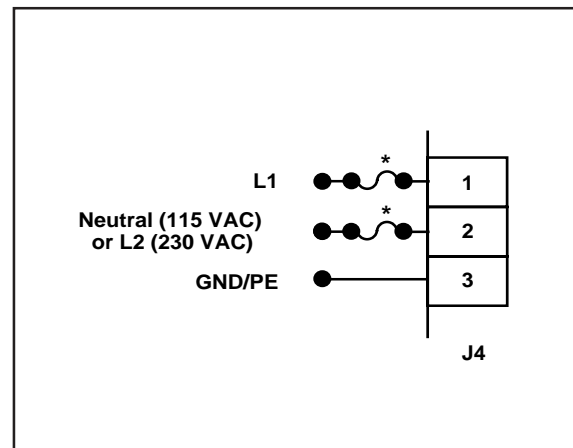 *
L1
1
*
Neutral (115 VAC)
or L2 (230 VAC)
2
GND/PE
3
J4